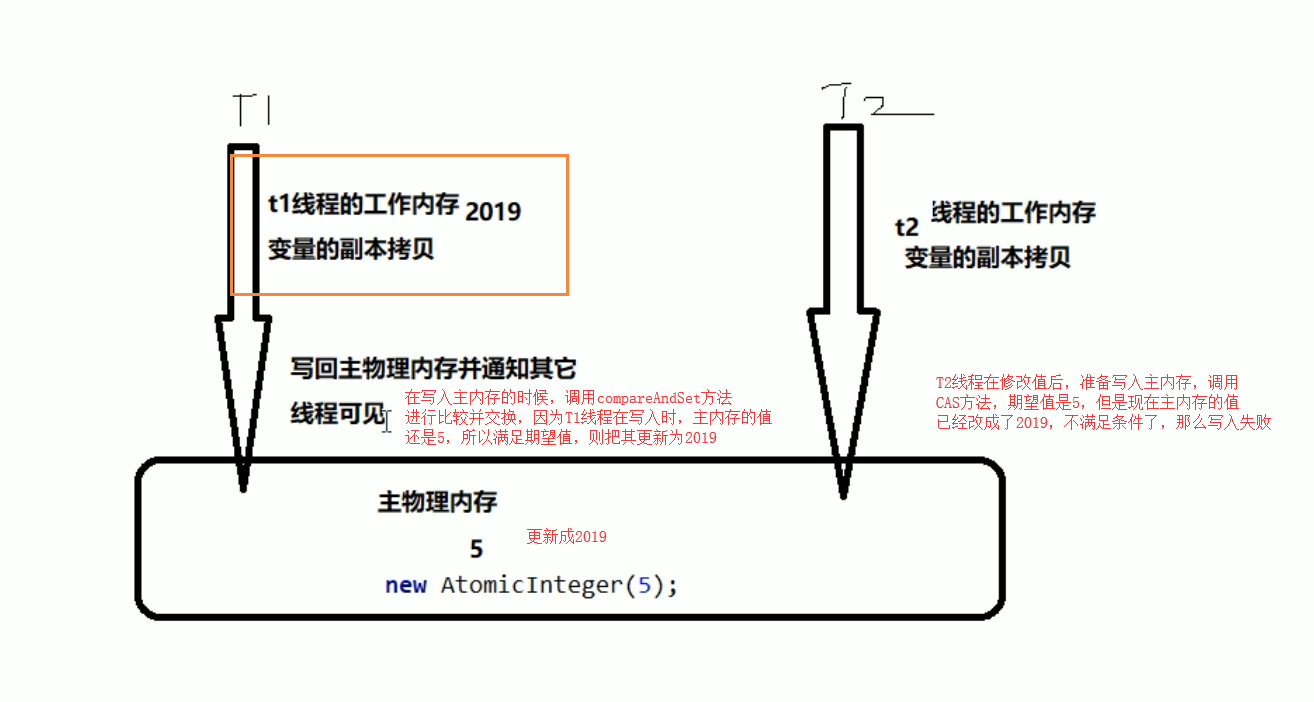 T1
T2
t1线程的工作内存 2019
变量的副本拷贝
t2 线程的工作内存
变量的副本拷贝
写回主物理内存并通知其它
线程可见
在写入主内存的时候，调用compareAndSet方法
进行比较并交换，因为T1线程在写入时，主内存的值
还是5，所以满足期望值，则把其更新为2019
T2线程在修改值后，准备写入主内存，调用
CAS方法，期望值是5，但是现在主内存的值
已经改成了2019，不满足条件了，那么写入失败
主物理内存
5
更新成2019
new AtomicInteger(5);